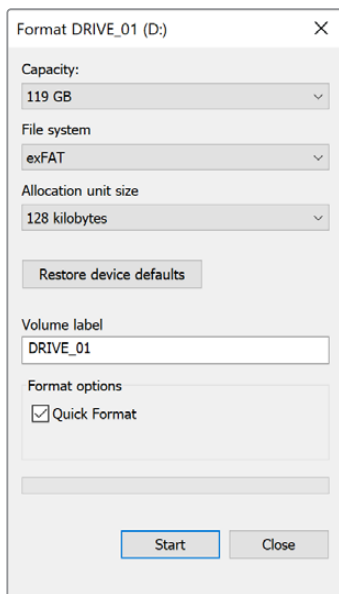 Format DRIVE_01 (D:)
Capacity:
119 GB
File system
exFAT
Allocation unit size
128 kilobytes
Restore device defaults
Volume label
DRIVE_01
Format options
Quick Format
Start Close